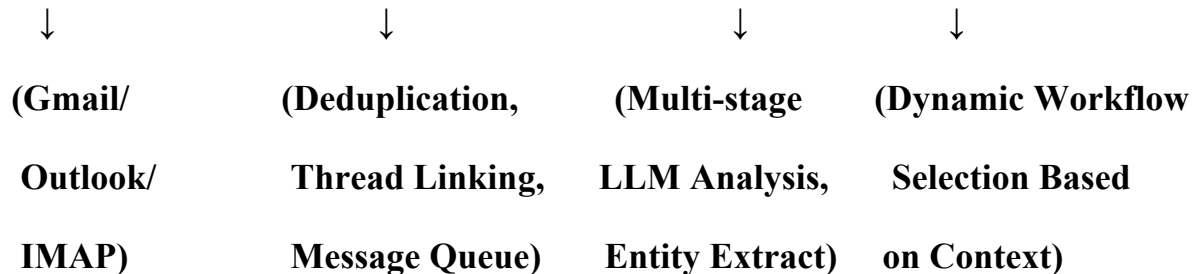 ↓ ↓ ↓ ↓
(Gmail/ (Deduplication, (Multi-stage (Dynamic Workflow
Outlook/ Thread Linking, LLM Analysis, Selection Based
IMAP) Message Queue) Entity Extract) on Context)